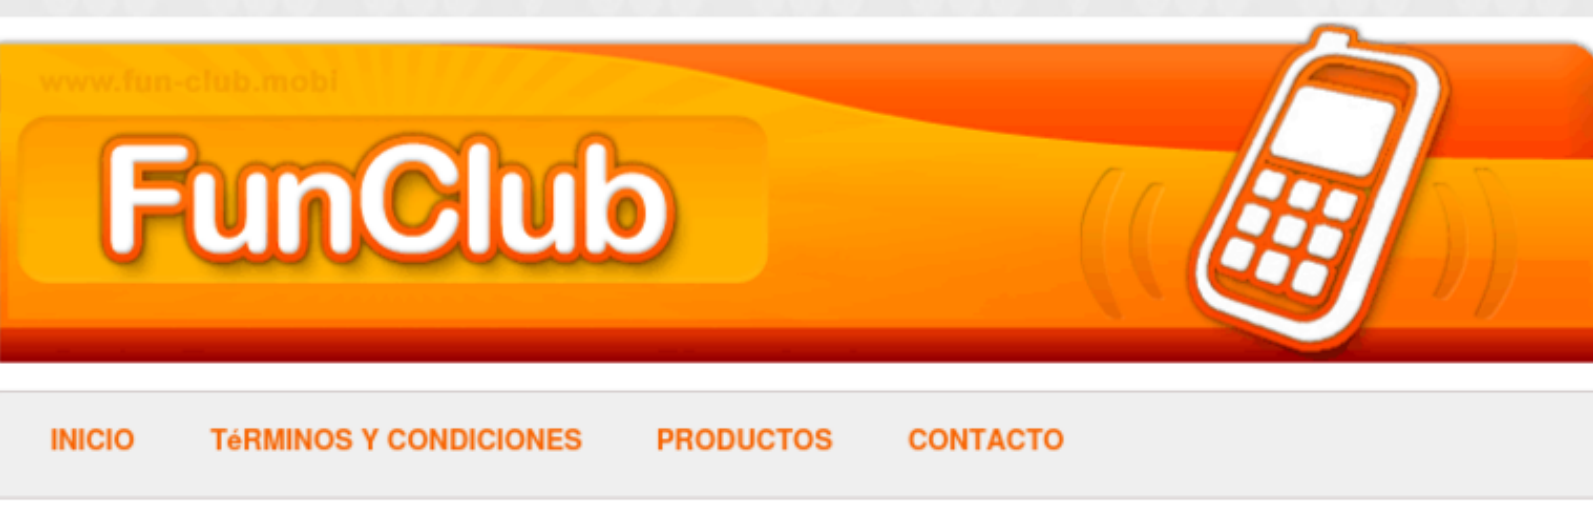 www.fun-club.mobi
FunClub
INICIO TéRMINOS Y CONDICIONES PRODUCTOS CONTACTO